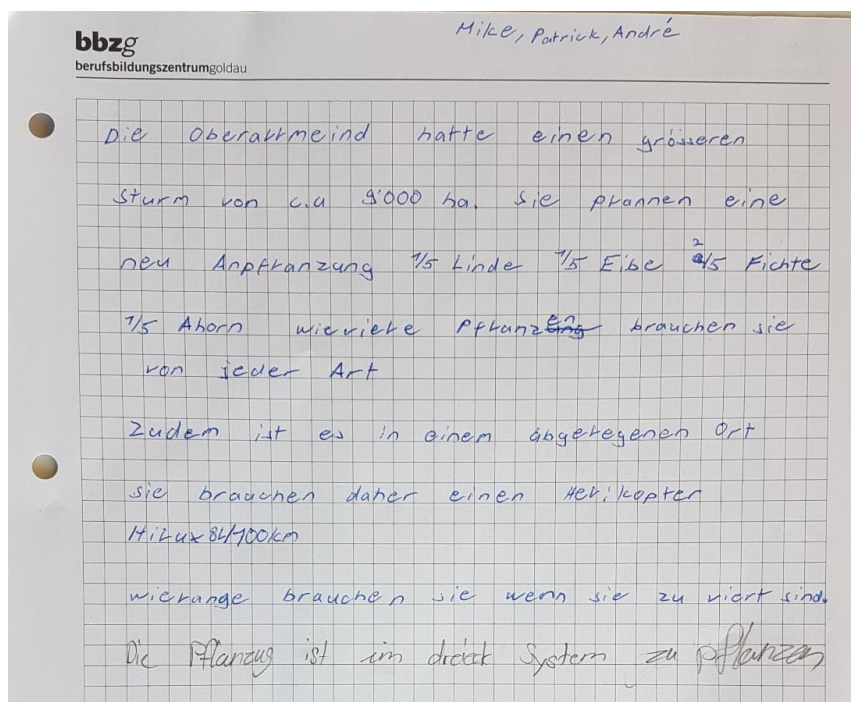 Mike, Patrick, André
bbzg
berufsbildungszentrumgoldau
Die Oberallmeind hatte einen grösseren
Sturm von c.a 9'000 ha. Sie plannen eine
neu Anpflanzung 1/5 Linde 1/5 Eibe 2/5 Fichte
1/5 Ahorn wieviele Pflanzen brauchen sie
von jeder Art
Zudem ist es in einem abgelegenen Ort
sie brauchen daher einen Helikopter
HiLux 8L/100km
wielange brauchen sie wenn sie zu viert sind.
Die Pflanzug ist im dreieck System zu pflanzen